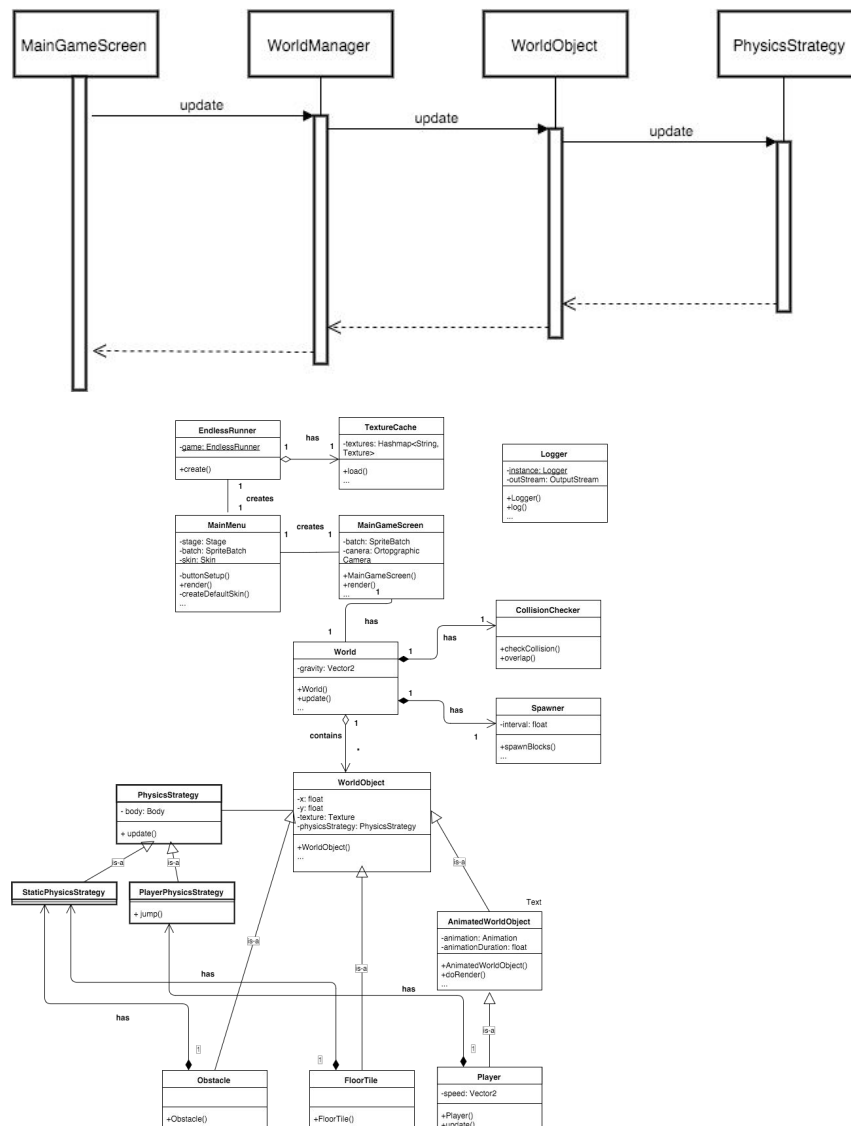 MainGameScreen
WorldManager
WorldObject
PhysicsStrategy
update
update
update
EndlessRunner
-game: EndlessRunner
+create()
1
has
1
TextureCache
-textures: Hashmap<String,
Texture>
+load()
...
Logger
-instance: Logger
-outStream: OutputStream
+Logger()
+log()
...
1
creates
1
MainMenu
-stage: Stage
-batch: SpriteBatch
-skin: Skin
-buttonSetup()
+render()
-createDefaultSkin()
...
1
creates
1
MainGameScreen
-batch: SpriteBatch
-canera: Ortopgraphic
Camera
+MainGameScreen()
+render()
...
1
has
1
World
-gravity: Vector2
+World()
+update()
...
1
has
1
CollisionChecker
+checkCollision()
+overlap()
1
has
1
Spawner
-interval: float
+spawnBlocks()
...
1
contains
*
WorldObject
-x: float
-y: float
-texture: Texture
-physicsStrategy: PhysicsStrategy
+WorldObject()
...
PhysicsStrategy
- body: Body
+ update()
is-a
is-a
is-a
StaticPhysicsStrategy
PlayerPhysicsStrategy
+ jump()
Text
AnimatedWorldObject
-animation: Animation
-animationDuration: float
+AnimatedWorldObject()
+doRender()
...
is-a
is-a
has
has
has
is-a
1
1
1
Obstacle
+Obstacle()
FloorTile
+FloorTile()
Player
-speed: Vector2
+Player()
+update()